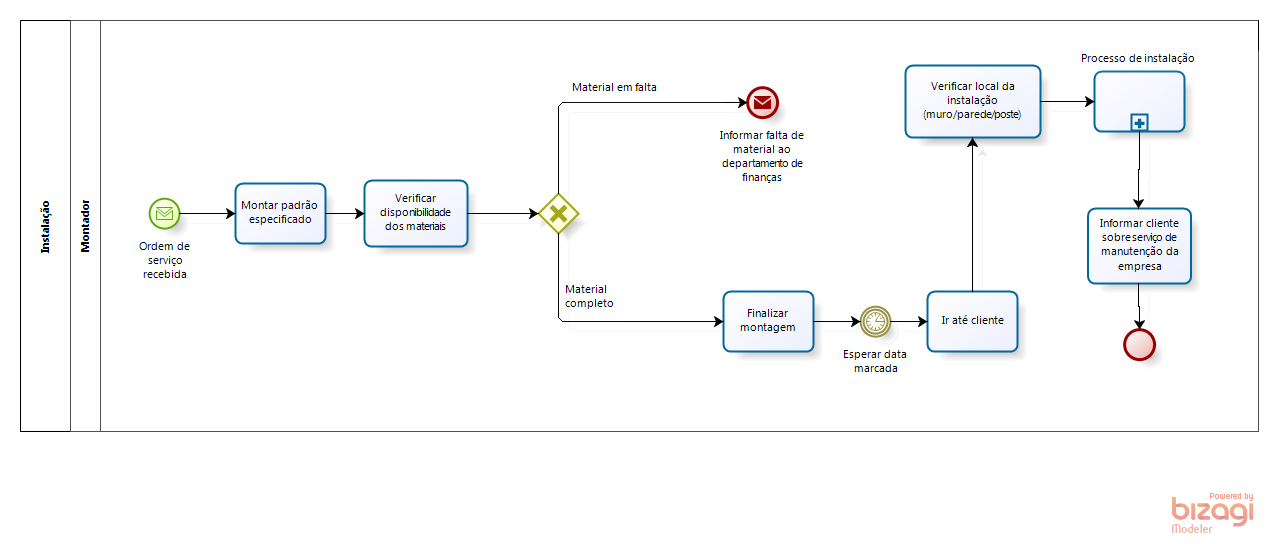 Instalação
Montador
Ordem de
serviço
recebida
Montar padrão
especificado
Verificar
disponibilidade
dos materiais
Material em falta
Informar falta de
material ao
departamento de
finanças
Material
completo
Finalizar
montagem
Esperar data
marcada
Ir até cliente
Verificar local da
instalação
(muro/parede/poste)
Processo de instalação
Informar cliente
sobre serviço de
manutenção da
empresa
Powered by
bizagi
Modeler